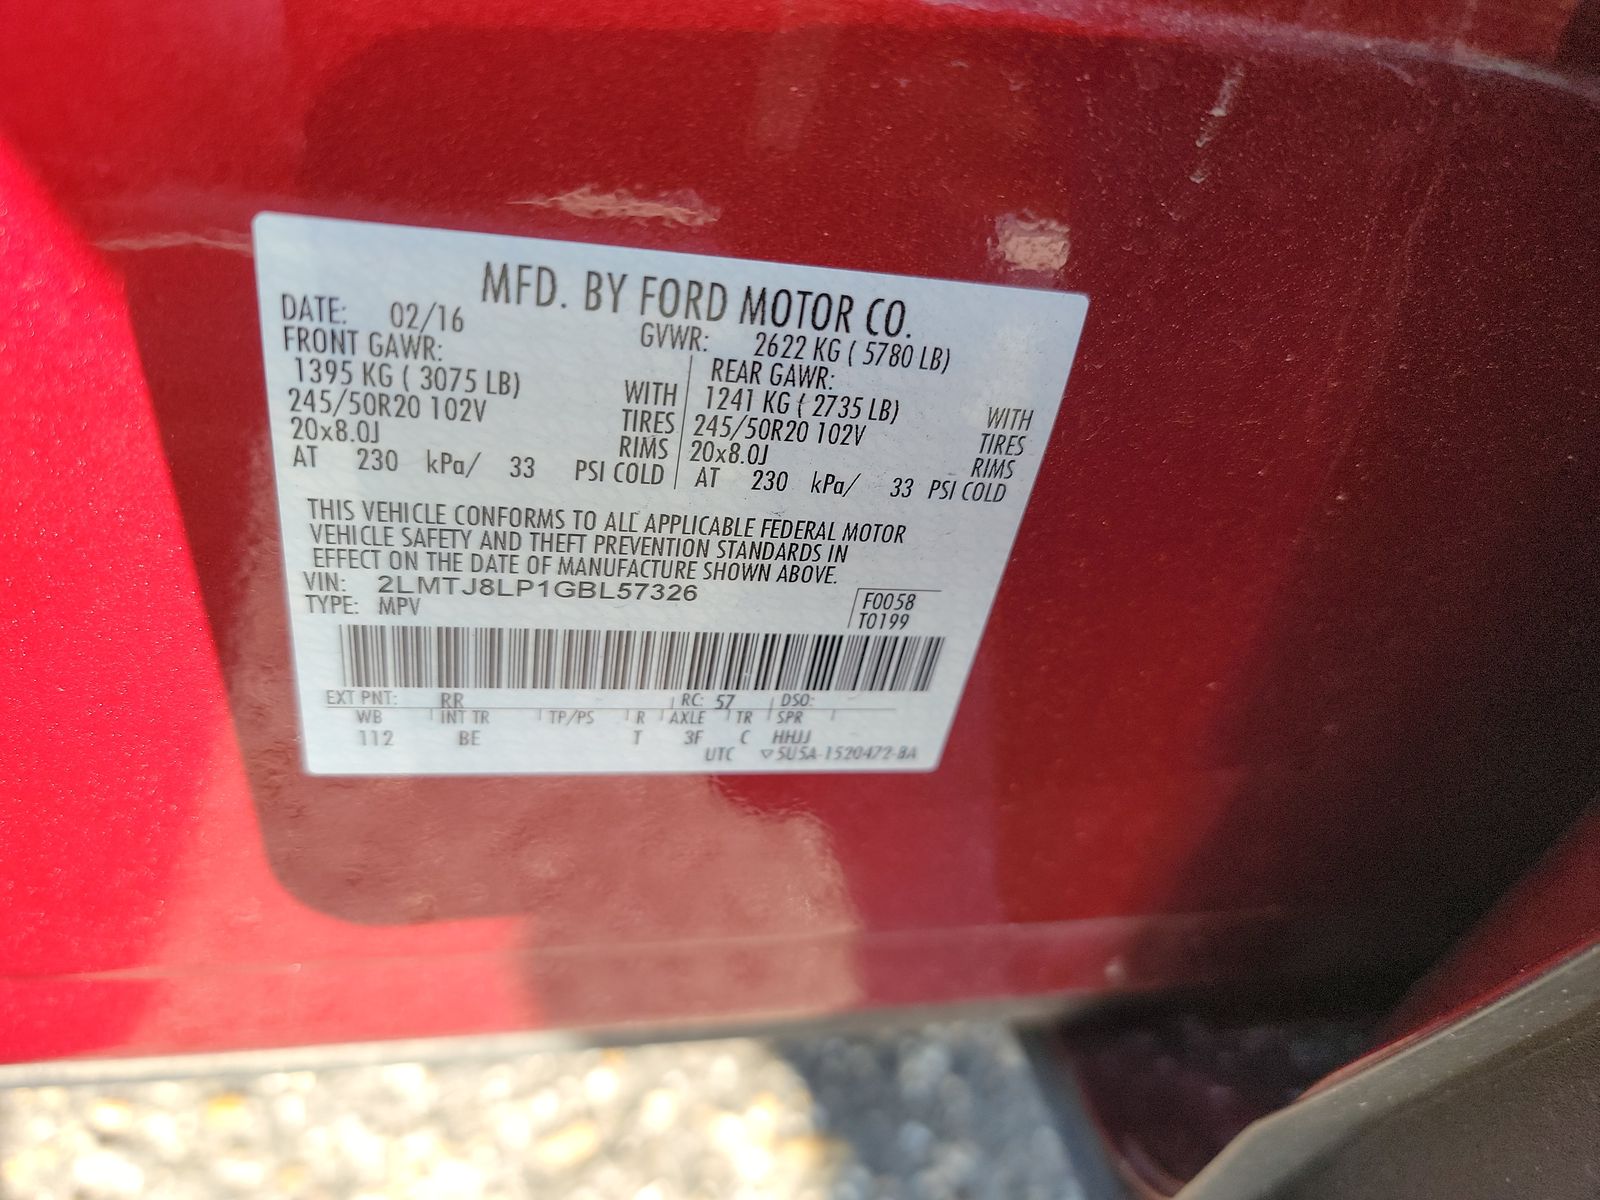 MFD. BY FORD MOTOR CO.
DATE: 02/16 GVWR: 2622 KG ( 5780 LB)
FRONT GAWR: REAR GAWR:
1395 KG ( 3075 LB) WITH 1241 KG ( 2735 LB) WITH
245/50R20 102V TIRES 245/50R20 102V TIRES
20x8.0J RIMS 20x8.0J RIMS
AT 230 kPa/ 33 PSI COLD AT 230 kPa/ 33 PSI COLD
THIS VEHICLE CONFORMS TO ALL APPLICABLE FEDERAL MOTOR
VEHICLE SAFETY AND THEFT PREVENTION STANDARDS IN
EFFECT ON THE DATE OF MANUFACTURE SHOWN ABOVE.
VIN: 2LMTJ8LP1GBL57326
TYPE: MPV
F0058
T0199
EXT PNT: RR RC: 57 DSO:
WB INT TR TP/PS R AXLE TR SPR
112 BE T 3F C HHJJ
UTC ▽5U5A-1520472-BA